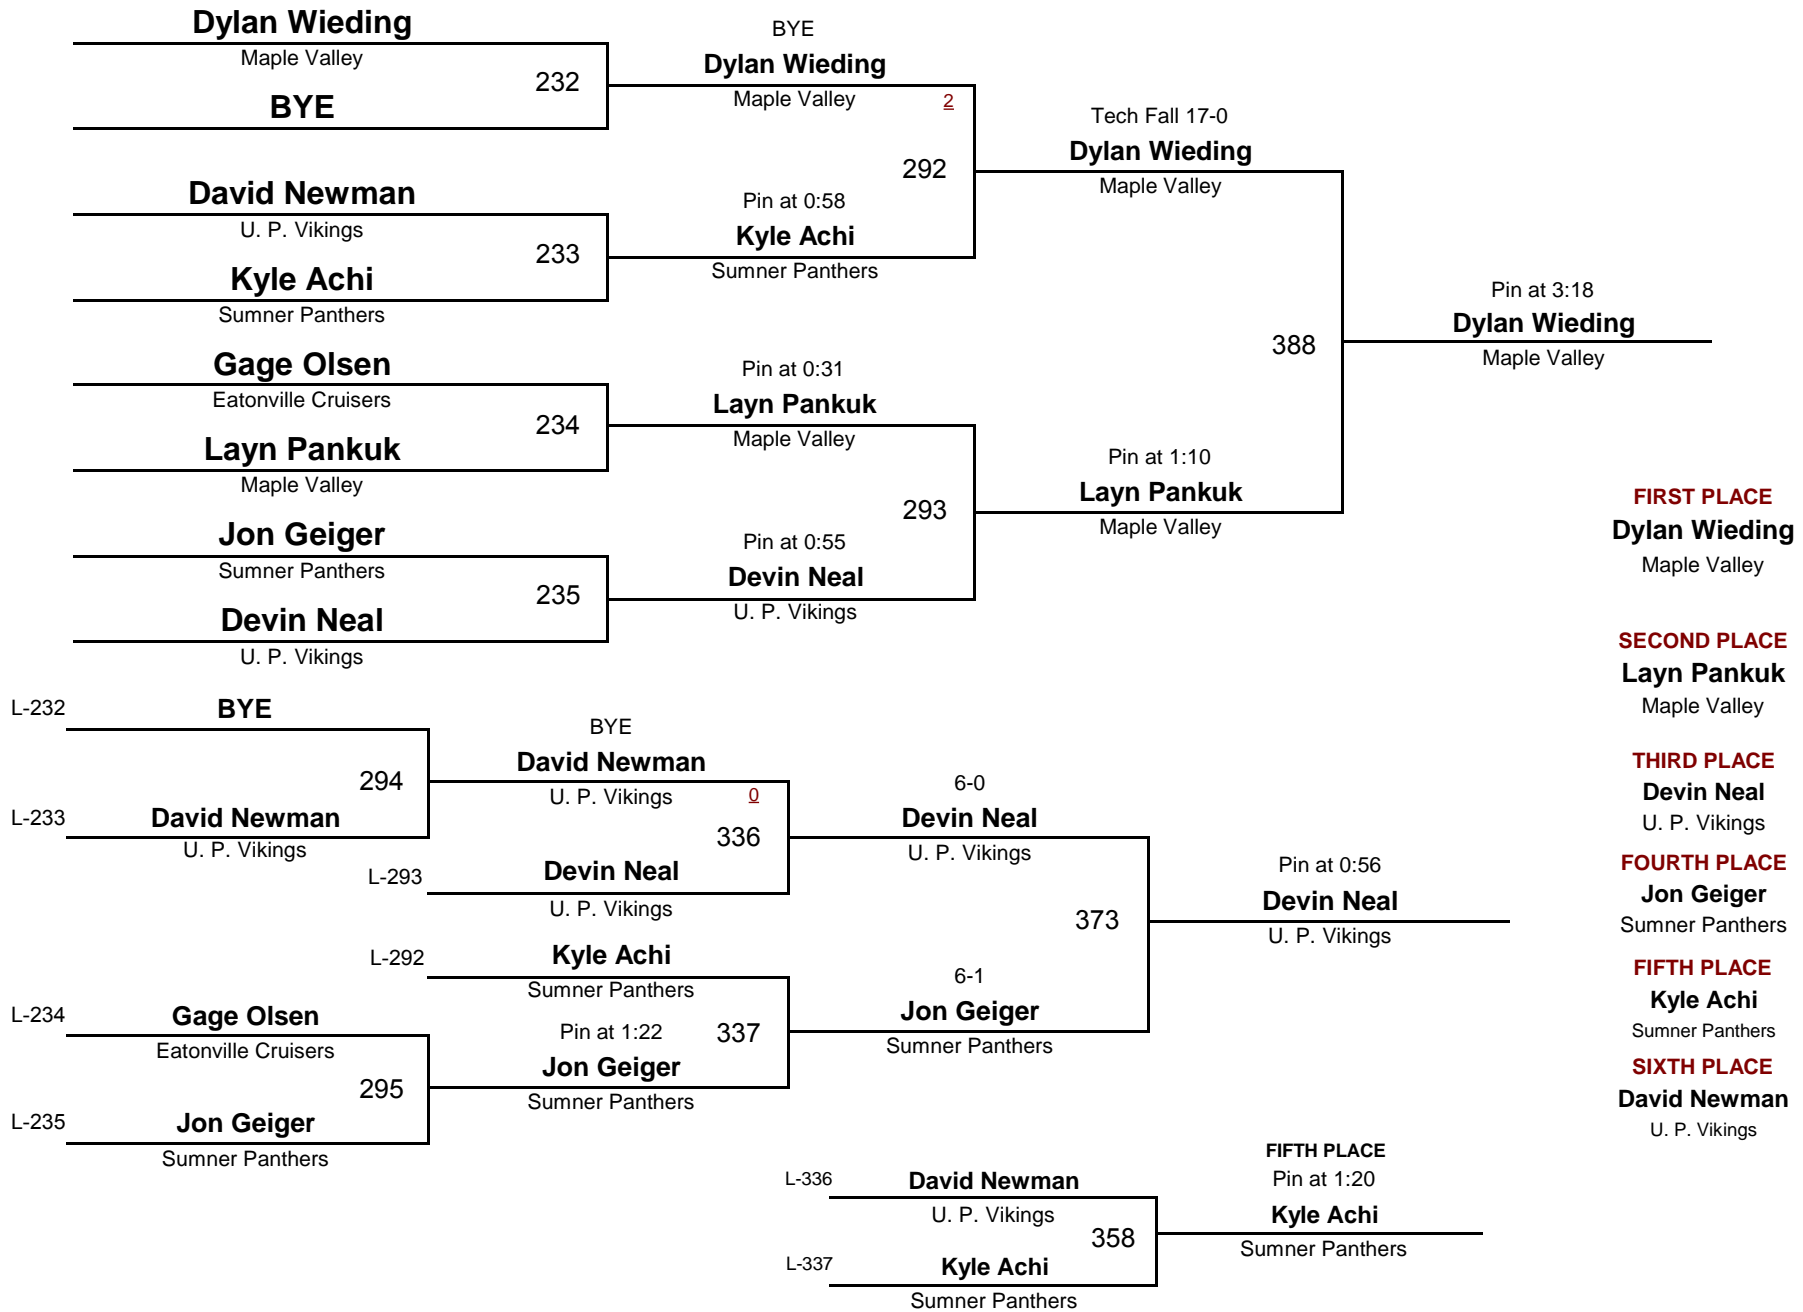 Dylan Wieding
Maple Valley
232
BYE
David Newman
U. P. Vikings
233
Kyle Achi
Sumner Panthers
Gage Olsen
Eatonville Cruisers
234
Layn Pankuk
Maple Valley
Jon Geiger
Sumner Panthers
235
Devin Neal
U. P. Vikings
BYE
Dylan Wieding
Maple Valley 2
292
Pin at 0:58
Kyle Achi
Sumner Panthers
Pin at 0:31
Layn Pankuk
Maple Valley
293
Pin at 0:55
Devin Neal
U. P. Vikings
Tech Fall 17-0
Dylan Wieding
Maple Valley
388
Pin at 1:10
Layn Pankuk
Maple Valley
Pin at 3:18
Dylan Wieding
Maple Valley
L-232 BYE
294
L-233 David Newman
U. P. Vikings
BYE
David Newman
U. P. Vikings 0
336
L-293 Devin Neal
U. P. Vikings
L-292 Kyle Achi
Sumner Panthers
L-234 Gage Olsen
Eatonville Cruisers
295
L-235 Jon Geiger
Sumner Panthers
Pin at 1:22 337
Jon Geiger
Sumner Panthers
6-0
Devin Neal
U. P. Vikings
373
6-1
Jon Geiger
Sumner Panthers
Pin at 0:56
Devin Neal
U. P. Vikings
L-336 David Newman
U. P. Vikings
358
L-337 Kyle Achi
Sumner Panthers
FIFTH PLACE
Pin at 1:20
Kyle Achi
Sumner Panthers
FIRST PLACE
Dylan Wieding
Maple Valley
SECOND PLACE
Layn Pankuk
Maple Valley
THIRD PLACE
Devin Neal
U. P. Vikings
FOURTH PLACE
Jon Geiger
Sumner Panthers
FIFTH PLACE
Kyle Achi
Sumner Panthers
SIXTH PLACE
David Newman
U. P. Vikings